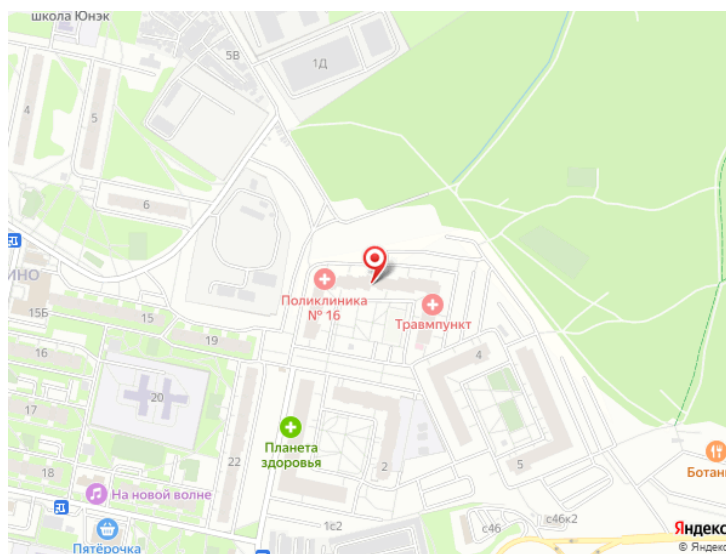 школа Юнэк
5В
1Д
4
5
6
ИНО
Поликлиника
№ 16
Травмпункт
15Б
15
19
16
4
17
20
Планета
здоровья
22
2
5
18
На новой волне
Ботани
1с2
с46
с46к2
Пятёрочка
Яндекс
© Яндекс